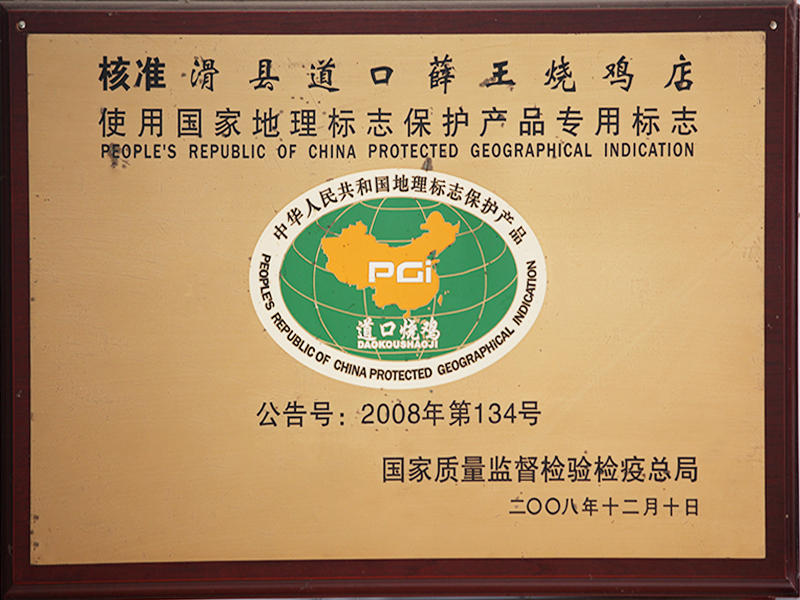 核准 滑县道口薛王烧鸡店
使用国家地理标志保护产品专用标志
PEOPLE'S REPUBLIC OF CHINA PROTECTED GEOGRAPHICAL INDICATION
中华人民共和国地理标志保护产品
PGi
道口烧鸡
DAOKOUSHAOJI
PEOPLE'S REPUBLIC OF CHINA PROTECTED GEOGRAPHICAL INDICATION
公告号：2008年第134号
国家质量监督检验检疫总局
二〇〇八年十二月十日